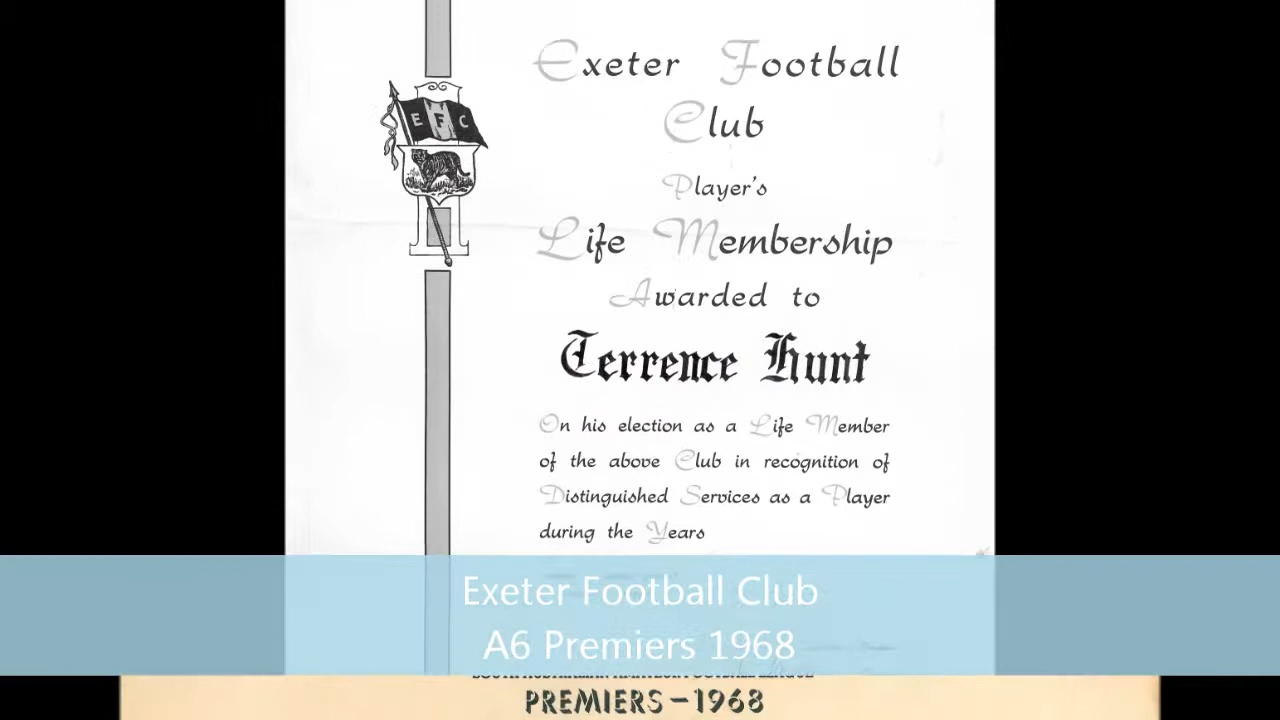 Exeter Football
Club
E F C
Player's
Life Membership
Awarded to
Terrence Hunt
On his election as a Life Member
of the above Club in recognition of
Distinguished Services as a Player
during the Years
Exeter Football Club
A6 Premiers 1968
PREMIERS-1968